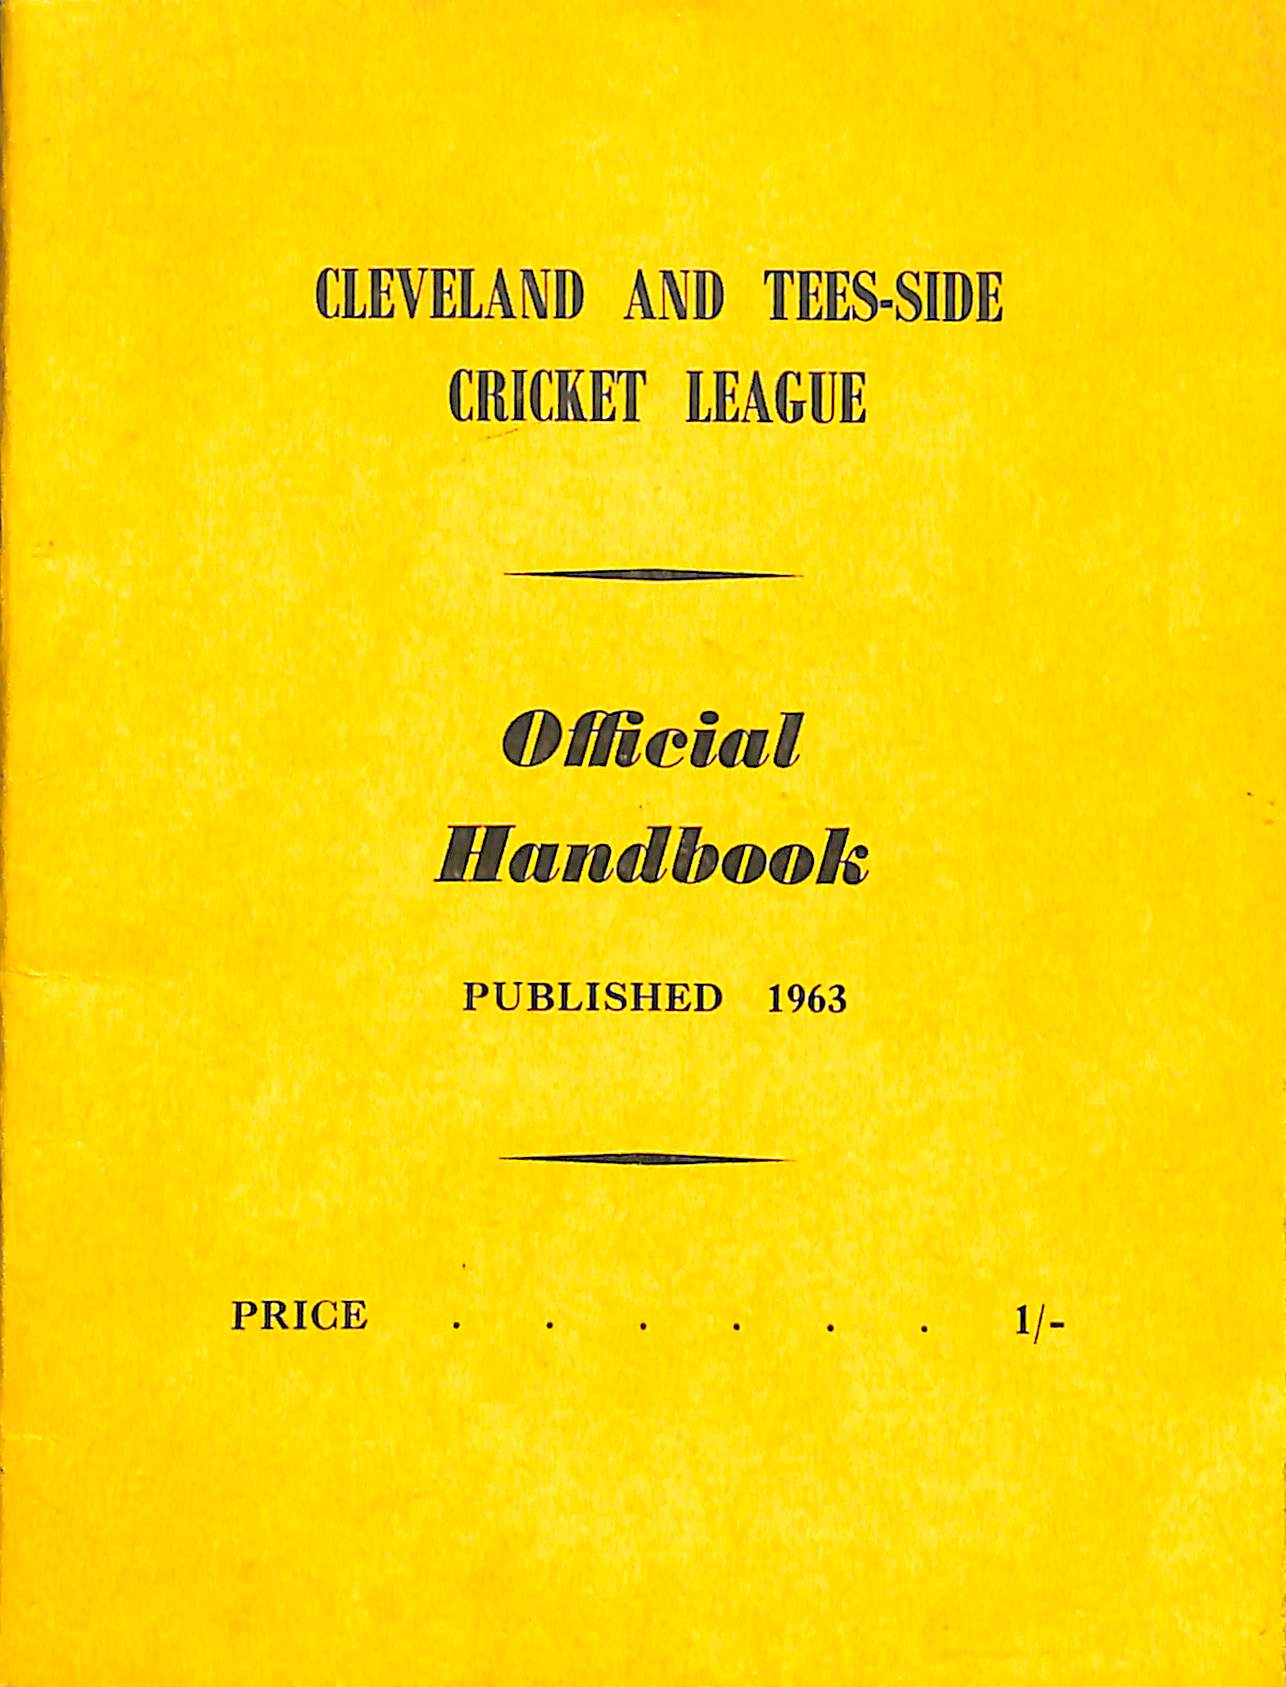 CLEVELAND AND TEES-SIDE
CRICKET LEAGUE
Official
Handbook
PUBLISHED 1963
PRICE . . . . . . 1/-